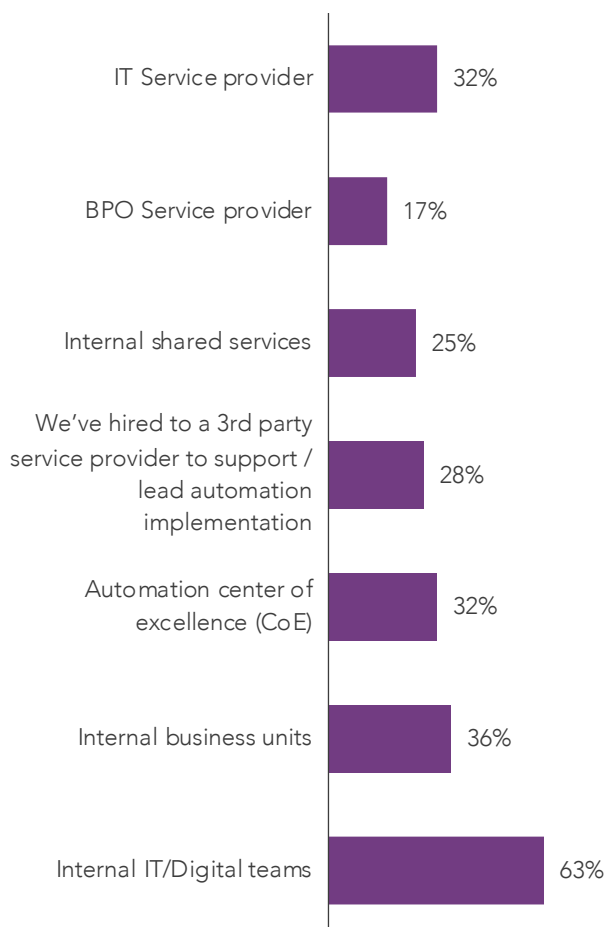 IT Service provider
32%
BPO Service provider
17%
Internal shared services
25%
We’ve hired to a 3rd party
service provider to support /
lead automation
implementation
28%
Automation center of
excellence (CoE)
32%
Internal business units
36%
Internal IT/Digital teams
63%